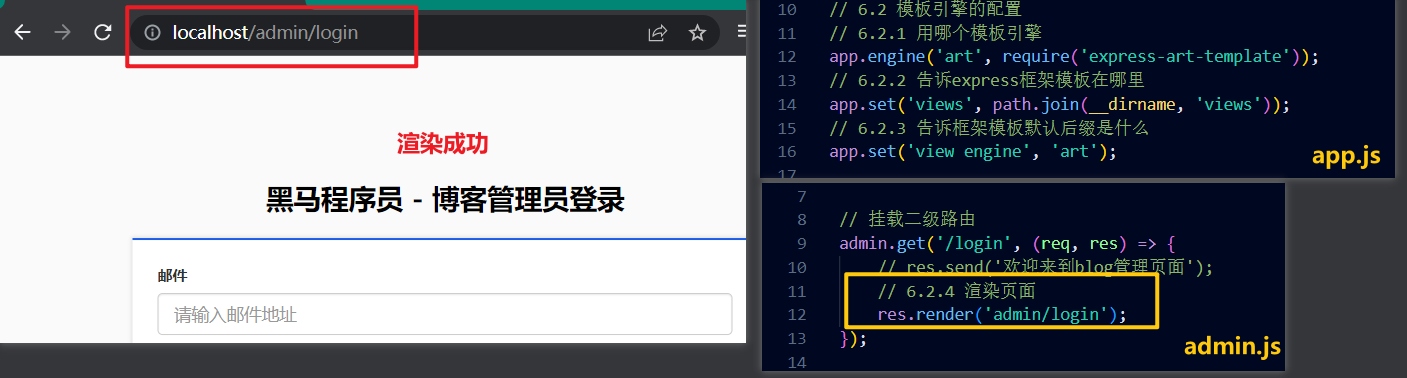 localhost/admin/login
渲染成功
黑马程序员 - 博客管理员登录
邮件
请输入邮件地址
10 // 6.2 模板引擎的配置
11 // 6.2.1 用哪个模板引擎
12 app.engine('art', require('express-art-template'));
13 // 6.2.2 告诉express框架模板在哪里
14 app.set('views', path.join(__dirname, 'views'));
15 // 6.2.3 告诉框架模板默认后缀是什么
16 app.set('view engine', 'art');
17
app.js
7
8 // 挂载二级路由
9 admin.get('/login', (req, res) => {
10 // res.send('欢迎来到blog管理页面');
11 // 6.2.4 渲染页面
12 res.render('admin/login');
13 });
14
admin.js